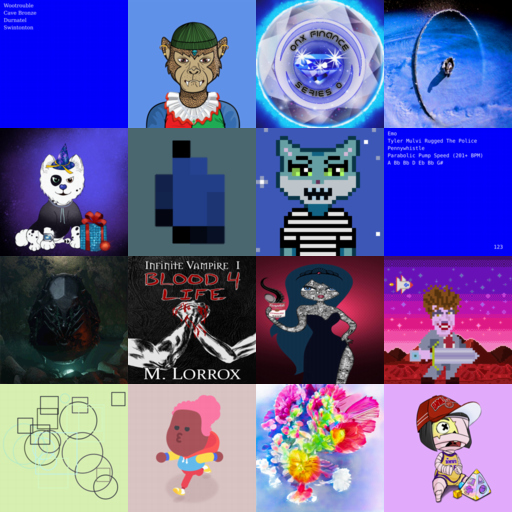 Wootrouble
Cave Bronze
Durnatel
Swintonton
ONX FINANCE
SERIES 0
Emo
Tyler Mulvi Rugged The Police
Pennywhistle
Parabolic Pump Speed (201+ BPM)
A Bb Bb D Eb Bb G#
123
INFINITE VAMPIRE I
BLOOD 4
LIFE
M. LORROX